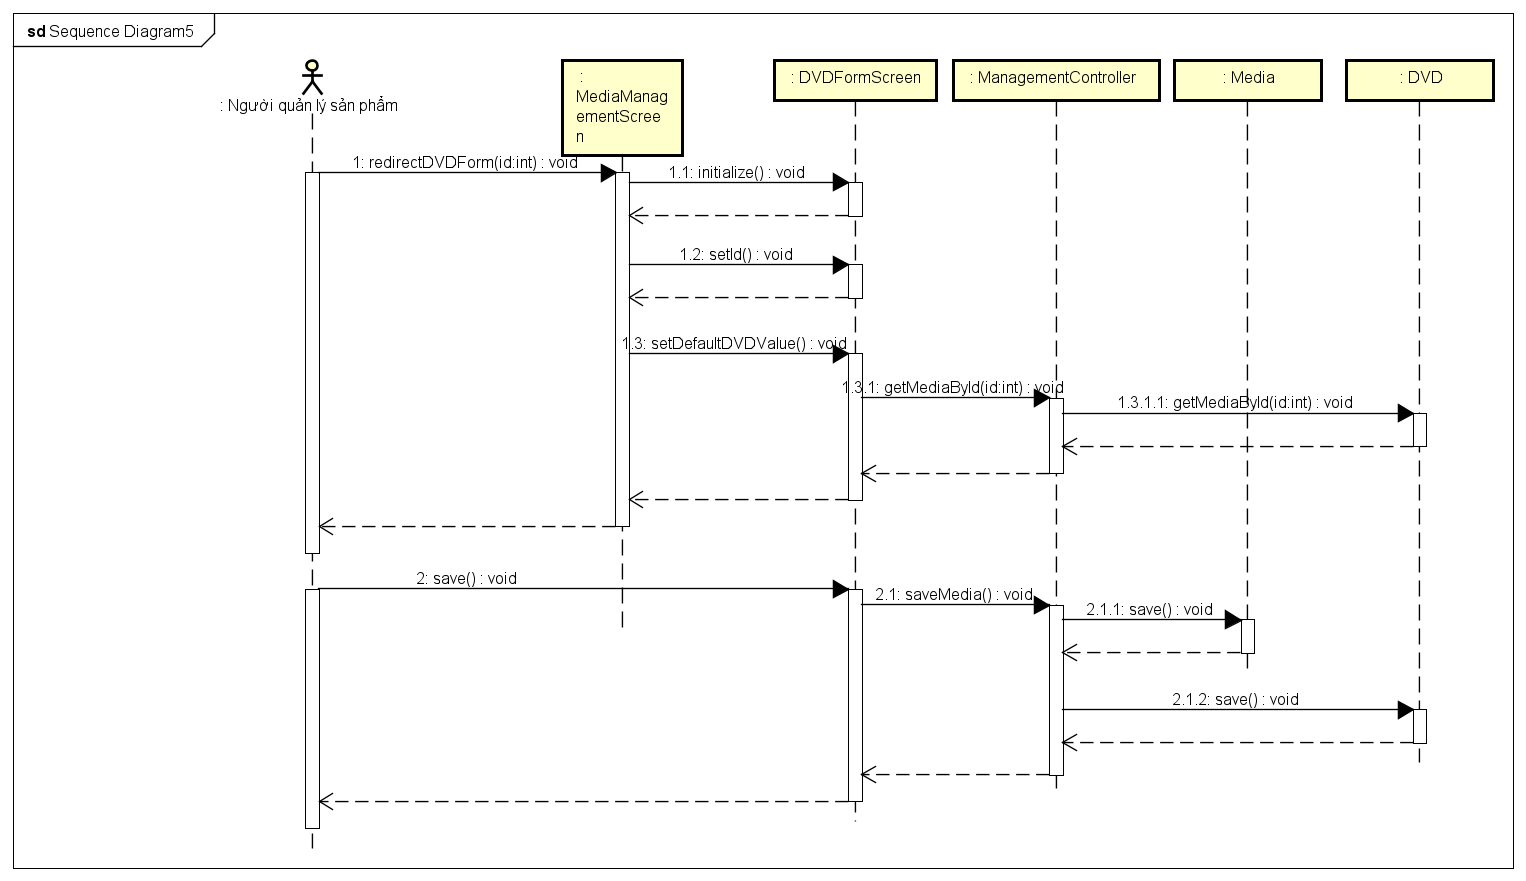 sd Sequence Diagram5
: Người quản lý sản phẩm
:
MediaManag
ementScree
n
: DVDFormScreen
: ManagementController
: Media
: DVD
1: redirectDVDForm(id:int) : void
1.1: initialize() : void
1.2: setId() : void
1.3: setDefaultDVDValue() : void
1.3.1: getMediaById(id:int) : void
1.3.1.1: getMediaById(id:int) : void
2: save() : void
2.1: saveMedia() : void
2.1.1: save() : void
2.1.2: save() : void